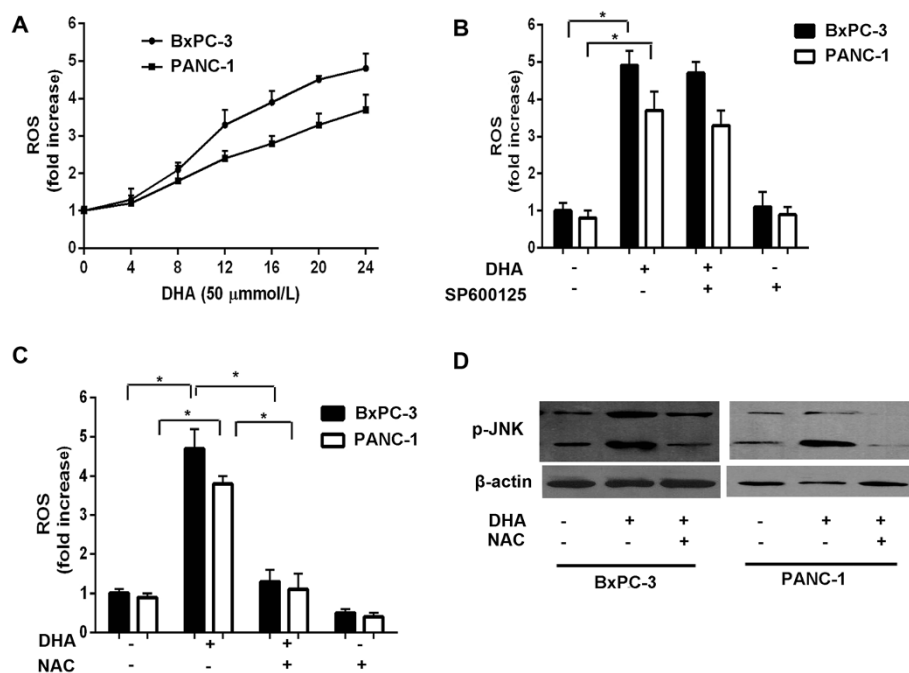 A
BxPC-3
PANC-1
ROS
(fold increase)
6
5
4
3
2
1
0
0 4 8 12 16 20 24
DHA (50 μmmol/L)
B
* 
*
BxPC-3
PANC-1
ROS
(fold increase)
6
5
4
3
2
1
0
DHA - + + -
SP600125 - - + +
C
* *
* *
BxPC-3
PANC-1
ROS
(fold increase)
6
5
4
3
2
1
0
DHA - + + -
NAC - - + +
D
p-JNK
β-actin
DHA - + + - + +
NAC - - + - - +
BxPC-3 PANC-1